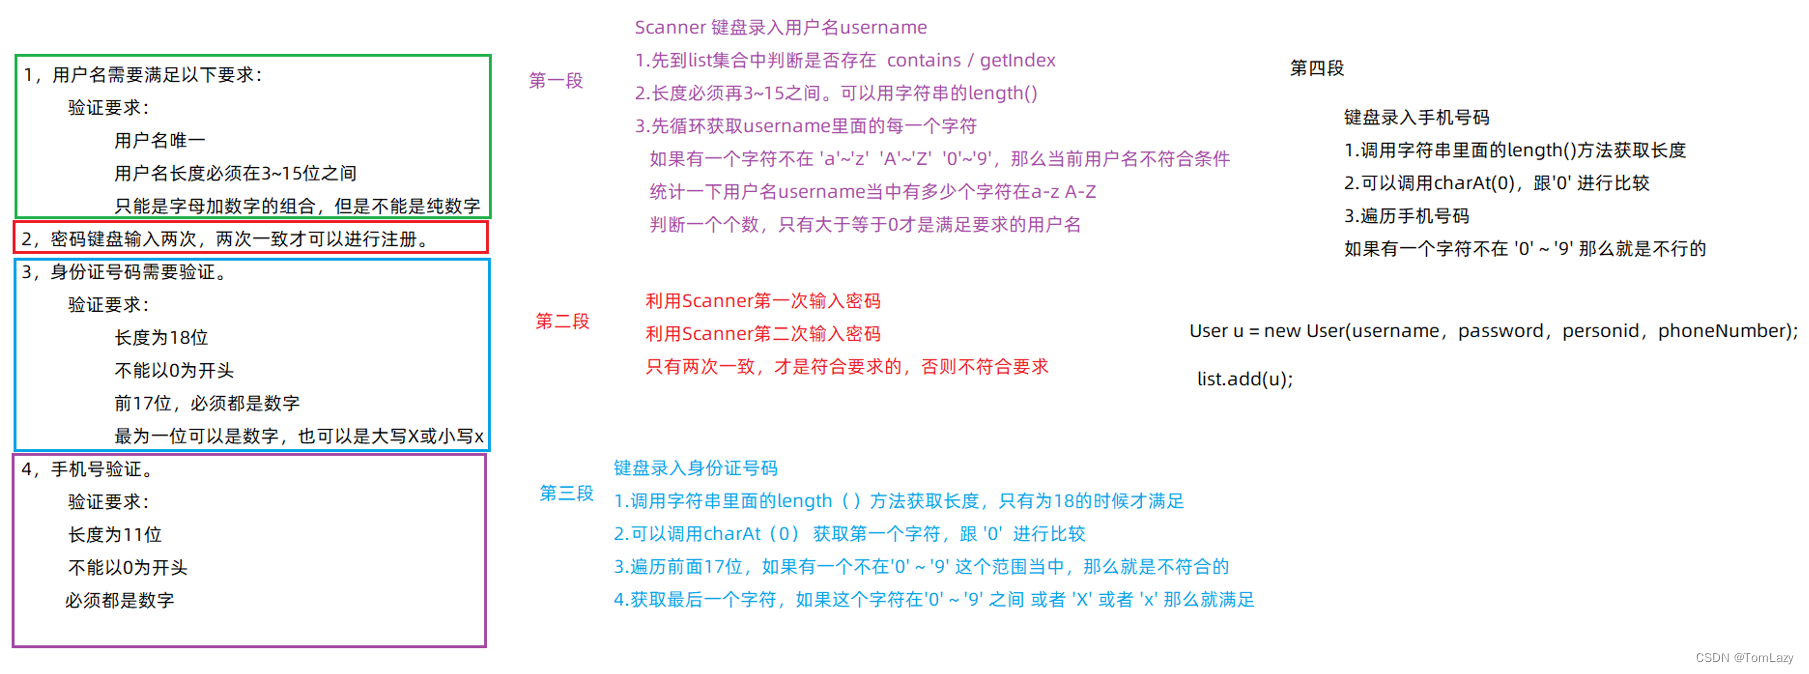 1，用户名需要满足以下要求：
验证要求：
用户名唯一
用户名长度必须在3~15位之间
只能是字母加数字的组合，但是不能是纯数字
2，密码键盘输入两次，两次一致才可以进行注册。
3，身份证号码需要验证。
验证要求：
长度为18位
不能以0为开头
前17位，必须都是数字
最为一位可以是数字，也可以是大写X或小写x
4，手机号验证。
验证要求：
长度为11位
不能以0为开头
必须都是数字
第一段
Scanner 键盘录入用户名username
1.先到list集合中判断是否存在 contains / getIndex
2.长度必须再3~15之间。可以用字符串的length()
3.先循环获取username里面的每一个字符
如果有一个字符不在 'a'~'z' 'A'~'Z' '0'~'9'，那么当前用户名不符合条件
统计一下用户名username当中有多少个字符在a-z A-Z
判断一个个数，只有大于等于0才是满足要求的用户名
第二段
利用Scanner第一次输入密码
利用Scanner第二次输入密码
只有两次一致，才是符合要求的，否则不符合要求
第三段
键盘录入身份证号码
1.调用字符串里面的length（）方法获取长度，只有为18的时候才满足
2.可以调用charAt（0） 获取第一个字符，跟 '0' 进行比较
3.遍历前面17位，如果有一个不在'0' ~ '9' 这个范围当中，那么就是不符合的
4.获取最后一个字符，如果这个字符在'0' ~ '9' 之间 或者 'X' 或者 'x' 那么就满足
第四段
键盘录入手机号码
1.调用字符串里面的length()方法获取长度
2.可以调用charAt(0)，跟'0' 进行比较
3.遍历手机号码
如果有一个字符不在 '0' ~ '9' 那么就是不行的
User u = new User(username，password，personid，phoneNumber);
list.add(u);
CSDN @TomLazy